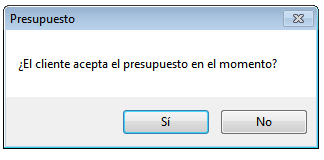 Presupuesto
¿El cliente acepta el presupuesto en el momento?
Sí
No